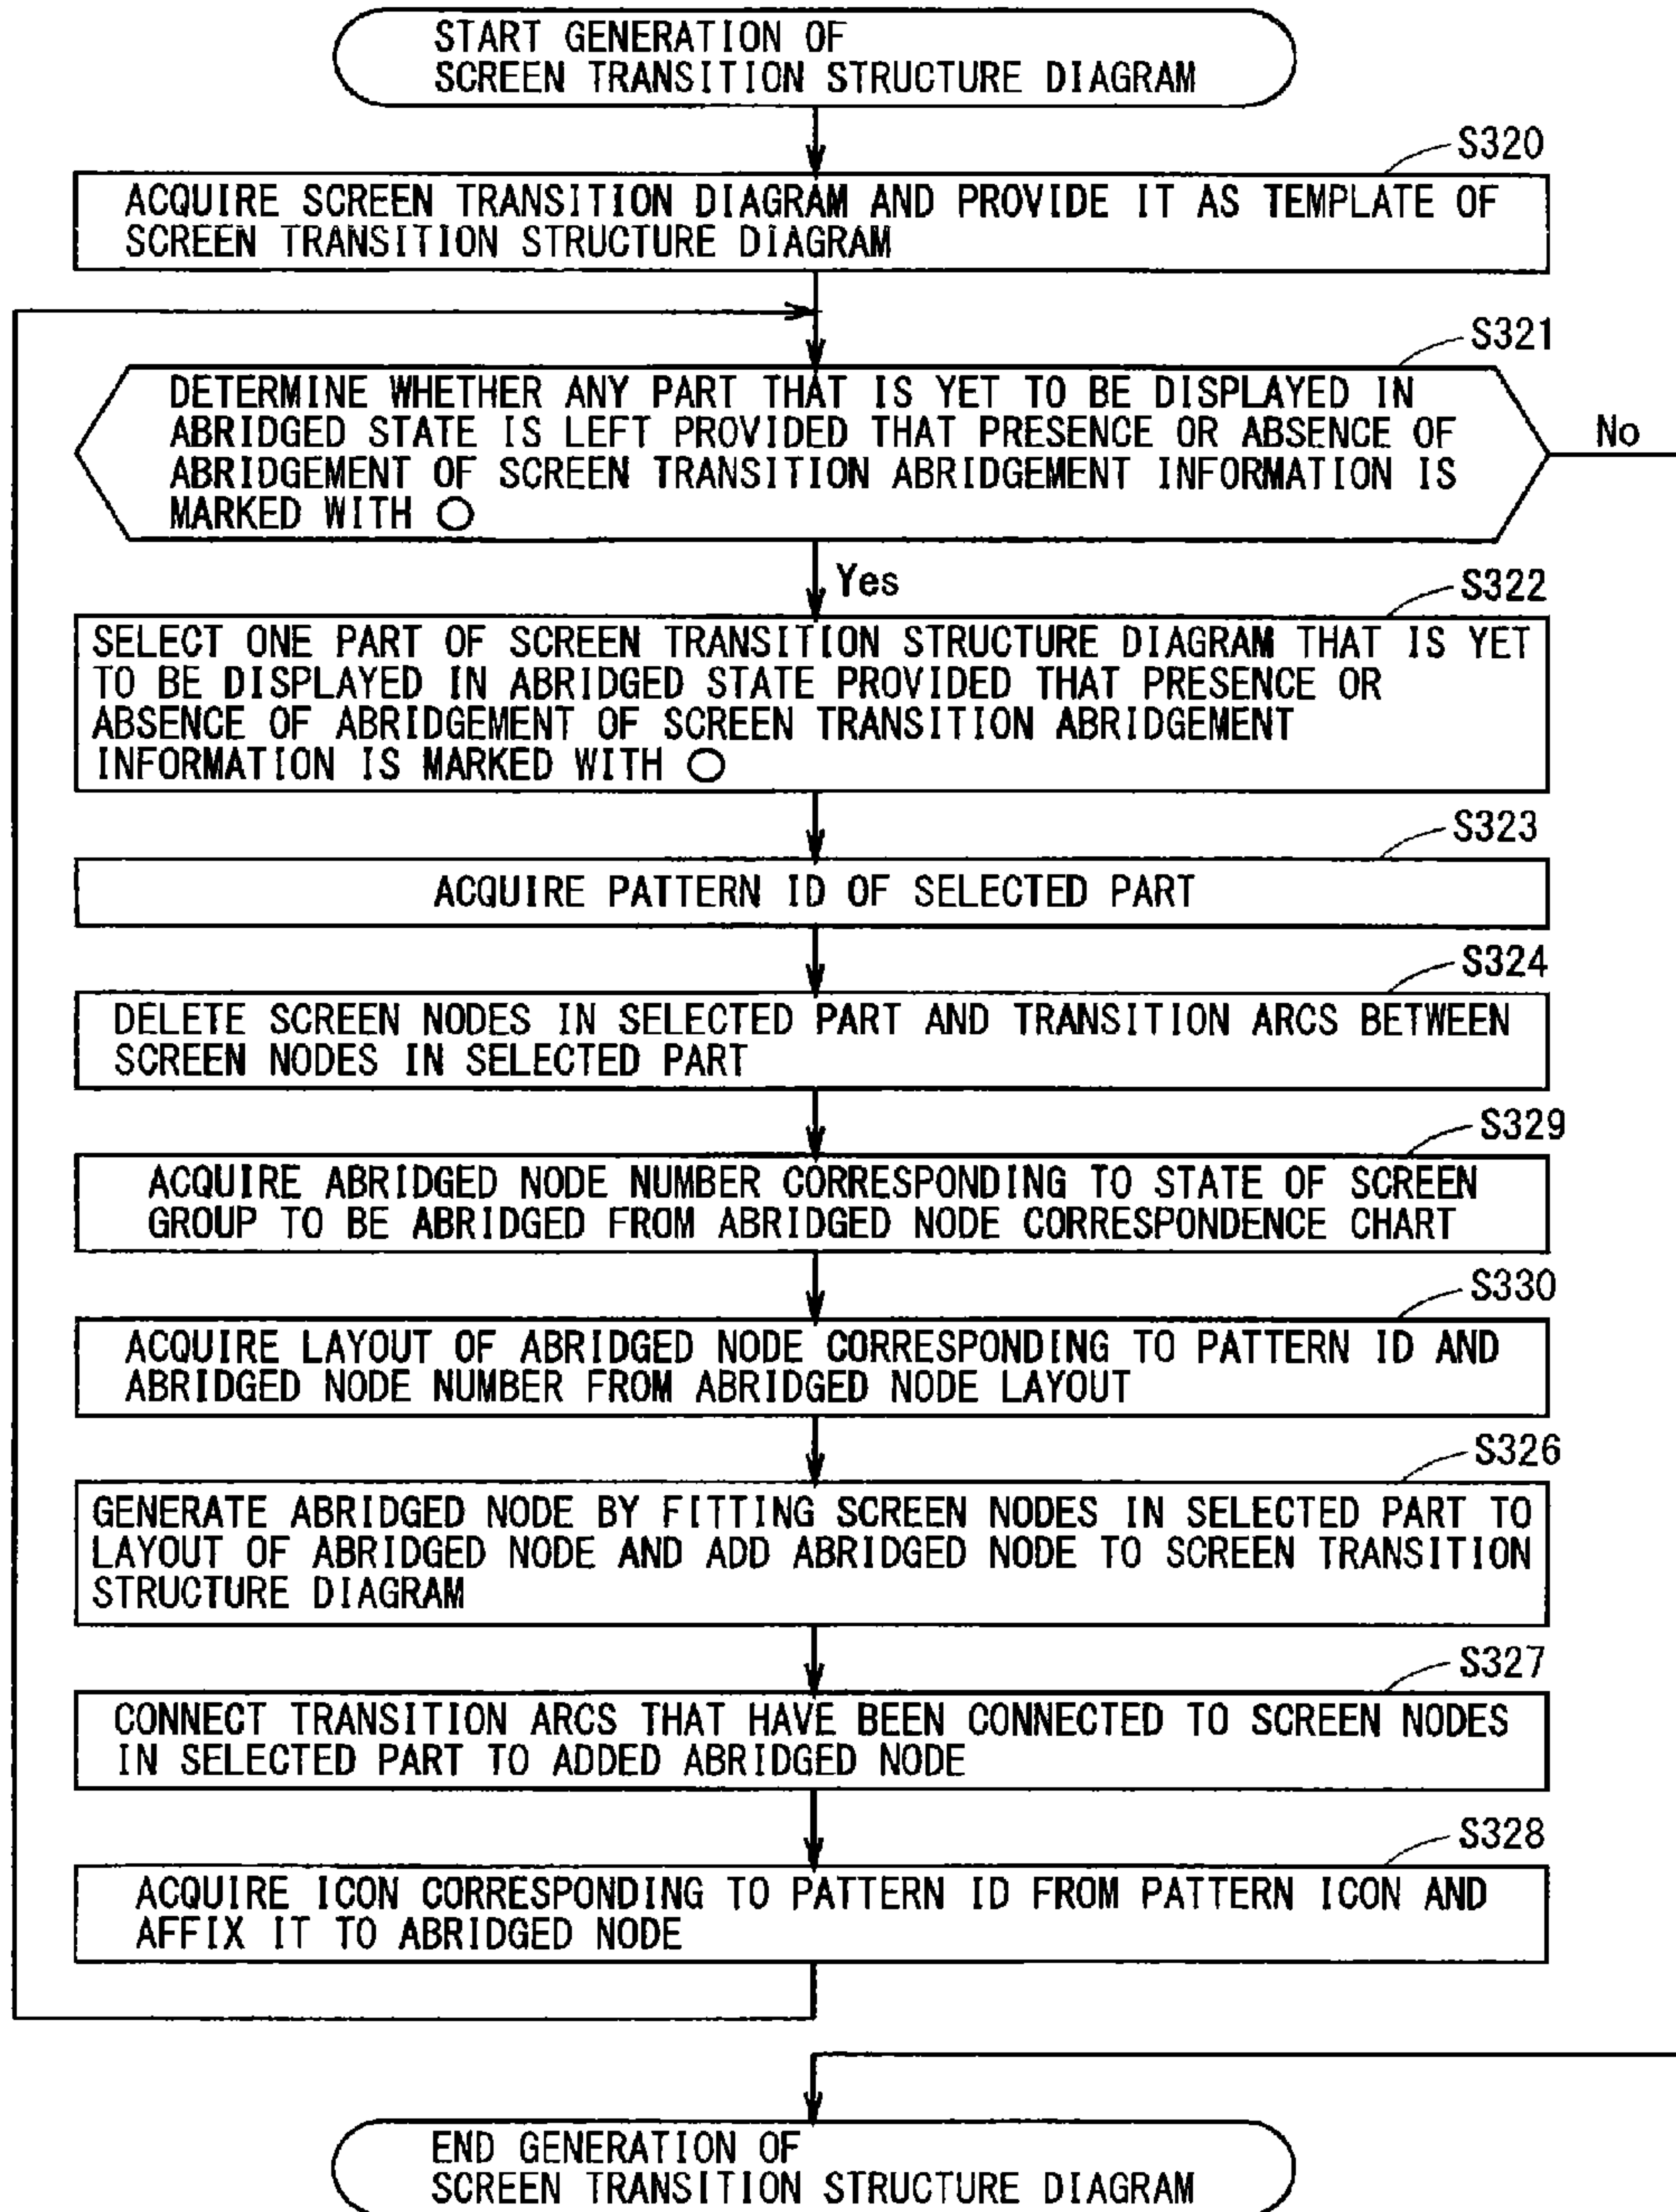 START GENERATION OF
SCREEN TRANSITION STRUCTURE DIAGRAM
S320
ACQUIRE SCREEN TRANSITION DIAGRAM AND PROVIDE IT AS TEMPLATE OF
SCREEN TRANSITION STRUCTURE DIAGRAM
S321
DETERMINE WHETHER ANY PART THAT IS YET TO BE DISPLAYED IN
ABRIDGED STATE IS LEFT PROVIDED THAT PRESENCE OR ABSENCE OF
ABRIDGEMENT OF SCREEN TRANSITION ABRIDGEMENT INFORMATION IS
MARKED WITH ○
No
Yes
S322
SELECT ONE PART OF SCREEN TRANSITION STRUCTURE DIAGRAM THAT IS YET
TO BE DISPLAYED IN ABRIDGED STATE PROVIDED THAT PRESENCE OR
ABSENCE OF ABRIDGEMENT OF SCREEN TRANSITION ABRIDGEMENT
INFORMATION IS MARKED WITH ○
S323
ACQUIRE PATTERN ID OF SELECTED PART
S324
DELETE SCREEN NODES IN SELECTED PART AND TRANSITION ARCS BETWEEN
SCREEN NODES IN SELECTED PART
S329
ACQUIRE ABRIDGED NODE NUMBER CORRESPONDING TO STATE OF SCREEN
GROUP TO BE ABRIDGED FROM ABRIDGED NODE CORRESPONDENCE CHART
S330
ACQUIRE LAYOUT OF ABRIDGED NODE CORRESPONDING TO PATTERN ID AND
ABRIDGED NODE NUMBER FROM ABRIDGED NODE LAYOUT
S326
GENERATE ABRIDGED NODE BY FITTING SCREEN NODES IN SELECTED PART TO
LAYOUT OF ABRIDGED NODE AND ADD ABRIDGED NODE TO SCREEN TRANSITION
STRUCTURE DIAGRAM
S327
CONNECT TRANSITION ARCS THAT HAVE BEEN CONNECTED TO SCREEN NODES
IN SELECTED PART TO ADDED ABRIDGED NODE
S328
ACQUIRE ICON CORRESPONDING TO PATTERN ID FROM PATTERN ICON AND
AFFIX IT TO ABRIDGED NODE
END GENERATION OF
SCREEN TRANSITION STRUCTURE DIAGRAM